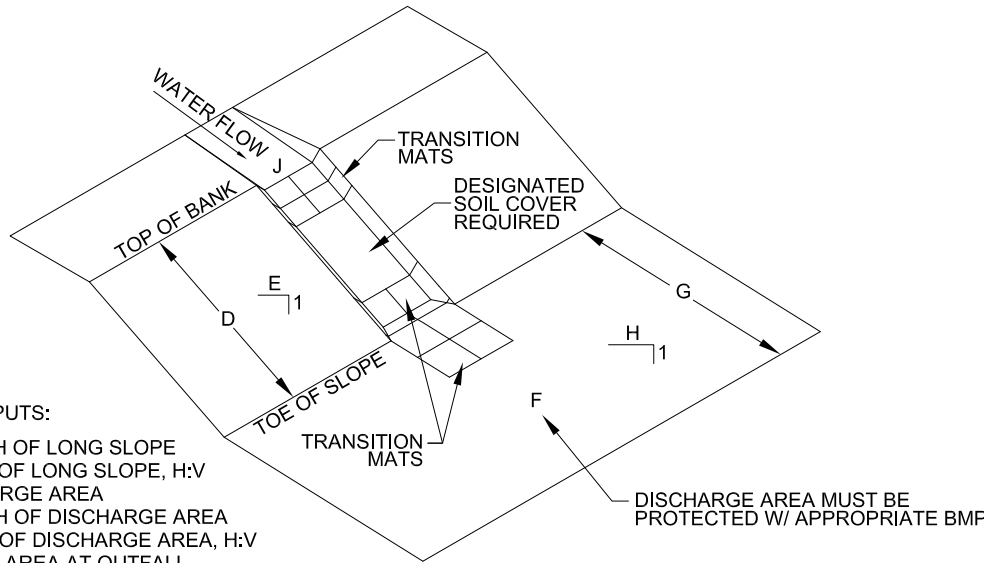 WATER FLOW
J
TRANSITION
MATS
DESIGNATED
SOIL COVER
REQUIRED
TOP OF BANK
E
1
D
G
H
1
TOE OF SLOPE
F
TRANSITION
MATS
DISCHARGE AREA MUST BE
PROTECTED W/ APPROPRIATE BMP
PUTS:
H OF LONG SLOPE
OF LONG SLOPE, H:V
ARGE AREA
H OF DISCHARGE AREA
OF DISCHARGE AREA, H:V
AREA AT OUTFALL